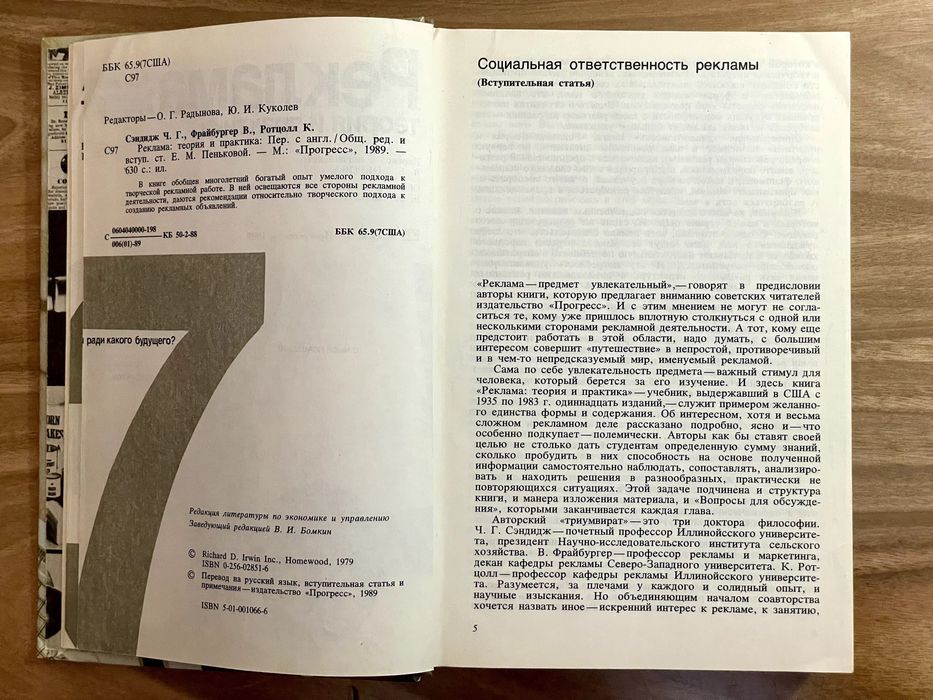 ББК 65.9(7США)
С97
Редакторы — О. Г. Радынова, Ю. И. Куколев
Сэндидж Ч. Г., Фрайбургер В., Ротцолл К.
С97 Реклама: теория и практика: Пер. с англ. / Общ. ред. и
вступ. ст. Е. М. Пеньковой. — М.: «Прогресс», 1989. —
630 с.: ил.
В книге обобщен многолетний богатый опыт умелого подхода к
творческой рекламной работе. В ней освещаются все стороны рекламной
деятельности, даются рекомендации относительно творческого подхода к
созданию рекламных объявлений.
С 0604040000-198
006(01)-89 КБ 50-2-88 ББК 65.9(7США)
7
ради какого будущего?
Редакция литературы по экономике и управлению
Заведующий редакцией В. И. Бомкин
© Richard D. Irwin Inc., Homewood, 1979
ISBN 0-256-02851-6
© Перевод на русский язык, вступительная статья и
примечания — издательство «Прогресс», 1989
ISBN 5-01-001066-6
Социальная ответственность рекламы
(Вступительная статья)
«Реклама — предмет увлекательный», — говорят в предисловии
авторы книги, которую предлагает вниманию советских читателей
издательство «Прогресс». И с этим мнением не могут не согла-
ситься те, кому уже пришлось вплотную столкнуться с одной или
несколькими сторонами рекламной деятельности. А тот, кому еще
предстоит работать в этой области, надо думать, с большим
интересом совершит «путешествие» в непростой, противоречивый
и в чем-то непредсказуемый мир, именуемый рекламой.
Сама по себе увлекательность предмета — важный стимул для
человека, который берется за его изучение. И здесь книга
«Реклама: теория и практика» — учебник, выдержавший в США с
1935 по 1983 г. одиннадцать изданий, — служит примером желанно-
го единства формы и содержания. Об интересном, хотя и весьма
сложном рекламном деле рассказано подробно, ясно и — что
особенно подкупает — полемически. Авторы как бы ставят своей
целью не столько дать студентам определенную сумму знаний,
сколько пробудить в них способность на основе полученной
информации самостоятельно наблюдать, сопоставлять, анализиро-
вать и находить решения в разнообразных, практически не
повторяющихся ситуациях. Этой задаче подчинена и структура
книги, и манера изложения материала, и «Вопросы для обсужде-
ния», которыми заканчивается каждая глава.
Авторский «триумвират» — это три доктора философии.
Ч. Г. Сэндидж — почетный профессор Иллинойсского университе-
та, президент Научно-исследовательского института сельского
хозяйства. В. Фрайбургер — профессор рекламы и маркетинга,
декан кафедры рекламы Северо-Западного университета. К. Рот-
цолл — профессор кафедры рекламы Иллинойсского университе-
та. Разумеется, за плечами у каждого и солидный опыт, и
научные изыскания. Но объединяющим началом соавторства
хочется назвать иное — искренний интерес к рекламе, к занятию,
5